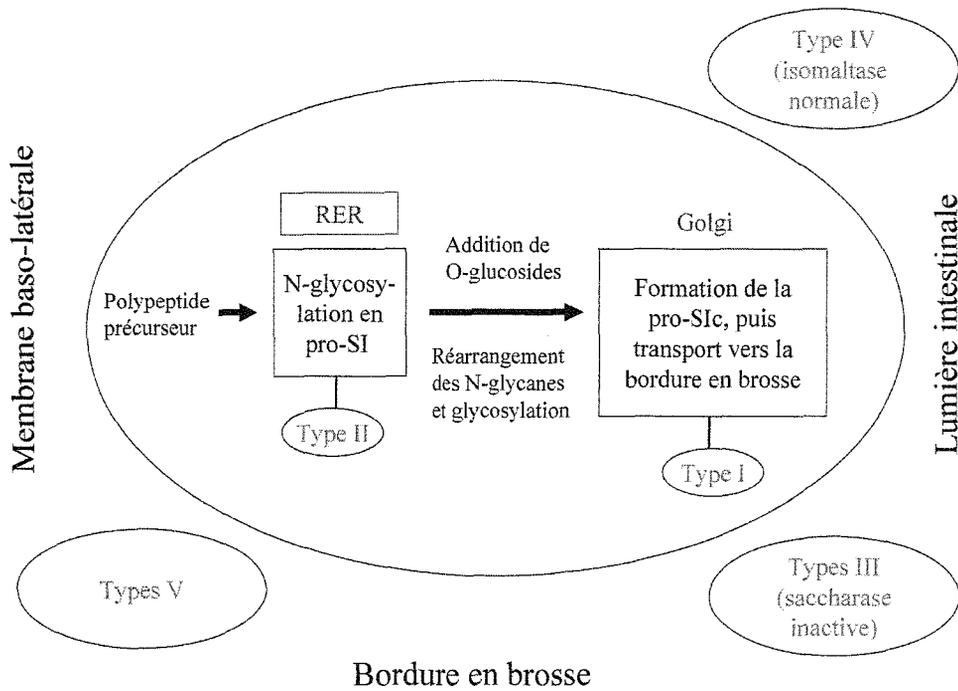 Type IV
(isomaltase
normale)
Membrane baso-latérale
RER
Golgi
Addition de
O-glucosides
Polypeptide
précurseur
N-glycosy-
lation en
pro-SI
Formation de la
pro-SIc, puis
transport vers la
bordure en brosse
Réarrangement
des N-glycanes
et glycosylation
Lumière intestinale
Type II
Type I
Types V
Types III
(saccharase
inactive)
Bordure en brosse